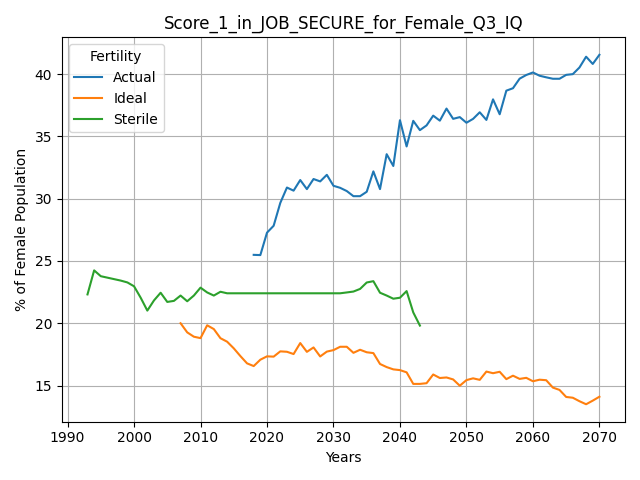 Score_1_in_JOB_SECURE_for_Female_Q3_IQ
Fertility
Actual
Ideal
Sterile
% of Female Population
40
35
30
25
20
15
1990 2000 2010 2020 2030 2040 2050 2060 2070
Years